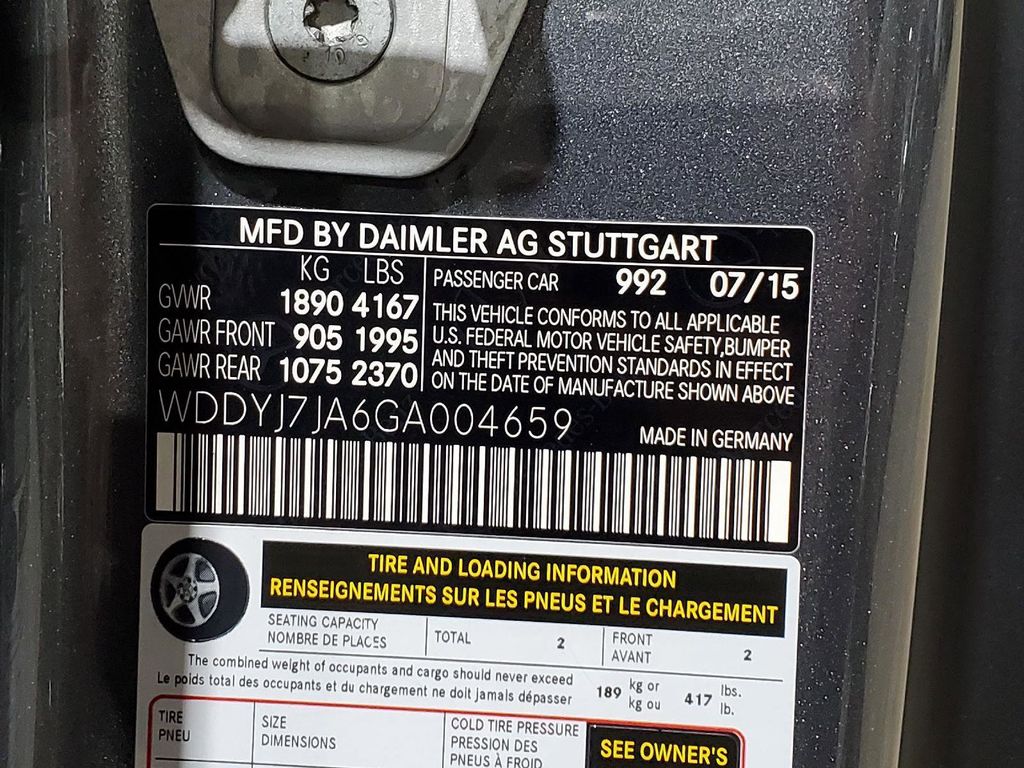 10
MFD BY DAIMLER AG STUTTGART
KG LBS
GVWR 1890 4167
GAWR FRONT 905 1995
GAWR REAR 1075 2370
PASSENGER CAR 992 07/15
THIS VEHICLE CONFORMS TO ALL APPLICABLE
U.S. FEDERAL MOTOR VEHICLE SAFETY,BUMPER
AND THEFT PREVENTION STANDARDS IN EFFECT
ON THE DATE OF MANUFACTURE SHOWN ABOVE
WDDYJ7JA6GA004659
MADE IN GERMANY
TIRE AND LOADING INFORMATION
RENSEIGNEMENTS SUR LES PNEUS ET LE CHARGEMENT
SEATING CAPACITY
NOMBRE DE PLACES
TOTAL 2
FRONT
AVANT
2
The combined weight of occupants and cargo should never exceed
Le poids total des occupants et du chargement ne doit jamais dépasser
189 kg or
kg ou
417 lbs.
lb.
TIRE
PNEU
SIZE
DIMENSIONS
COLD TIRE PRESSURE
PRESSION DES
PNEUS À FROID
SEE OWNER'S